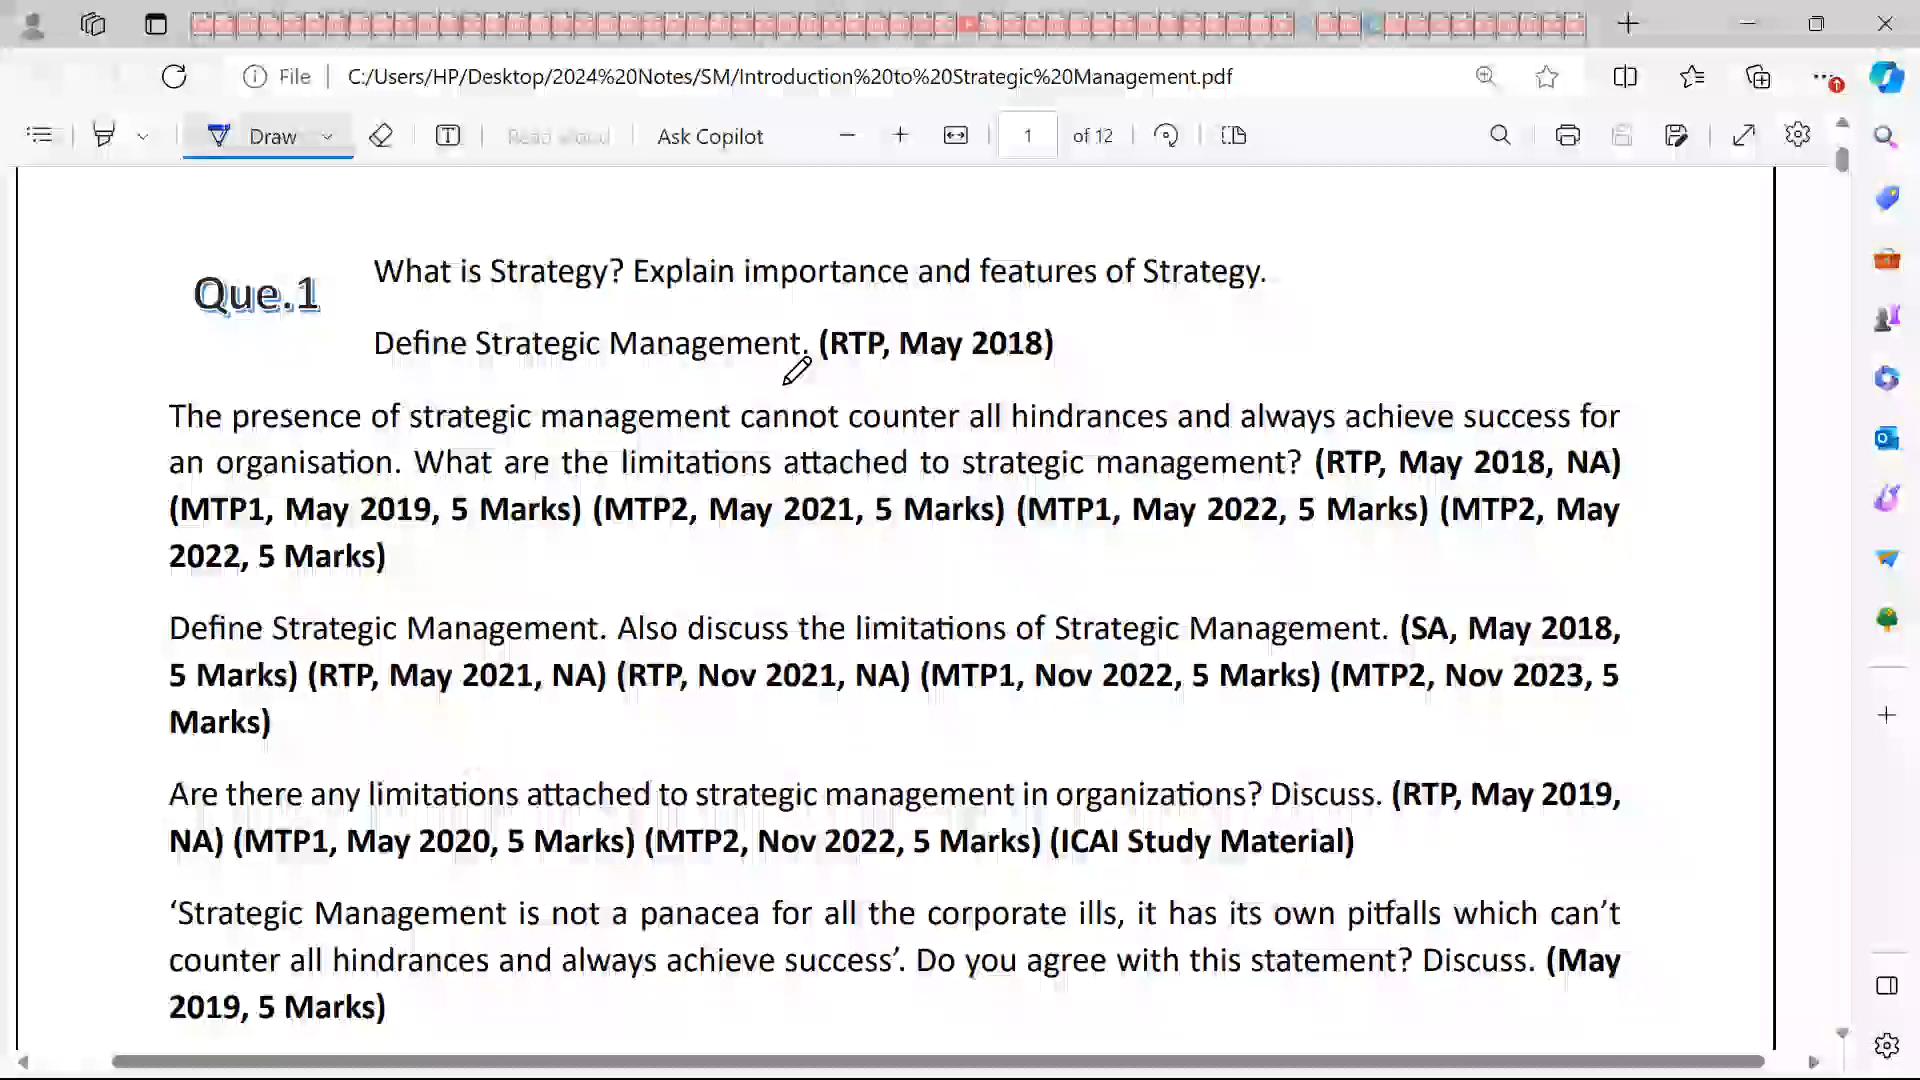 File
C:/Users/HP/Desktop/2024%20Notes/SM/Introduction%20to%20Strategic%20Management.pdf
Draw
Read aloud
Ask Copilot
1
of 12
Que.1
What is Strategy? Explain importance and features of Strategy.
Define Strategic Management. (RTP, May 2018)
The presence of strategic management cannot counter all hindrances and always achieve success for
an organisation. What are the limitations attached to strategic management? (RTP, May 2018, NA)
(MTP1, May 2019, 5 Marks) (MTP2, May 2021, 5 Marks) (MTP1, May 2022, 5 Marks) (MTP2, May
2022, 5 Marks)
Define Strategic Management. Also discuss the limitations of Strategic Management. (SA, May 2018,
5 Marks) (RTP, May 2021, NA) (RTP, Nov 2021, NA) (MTP1, Nov 2022, 5 Marks) (MTP2, Nov 2023, 5
Marks)
Are there any limitations attached to strategic management in organizations? Discuss. (RTP, May 2019,
NA) (MTP1, May 2020, 5 Marks) (MTP2, Nov 2022, 5 Marks) (ICAI Study Material)
‘Strategic Management is not a panacea for all the corporate ills, it has its own pitfalls which can’t
counter all hindrances and always achieve success’. Do you agree with this statement? Discuss. (May
2019, 5 Marks)